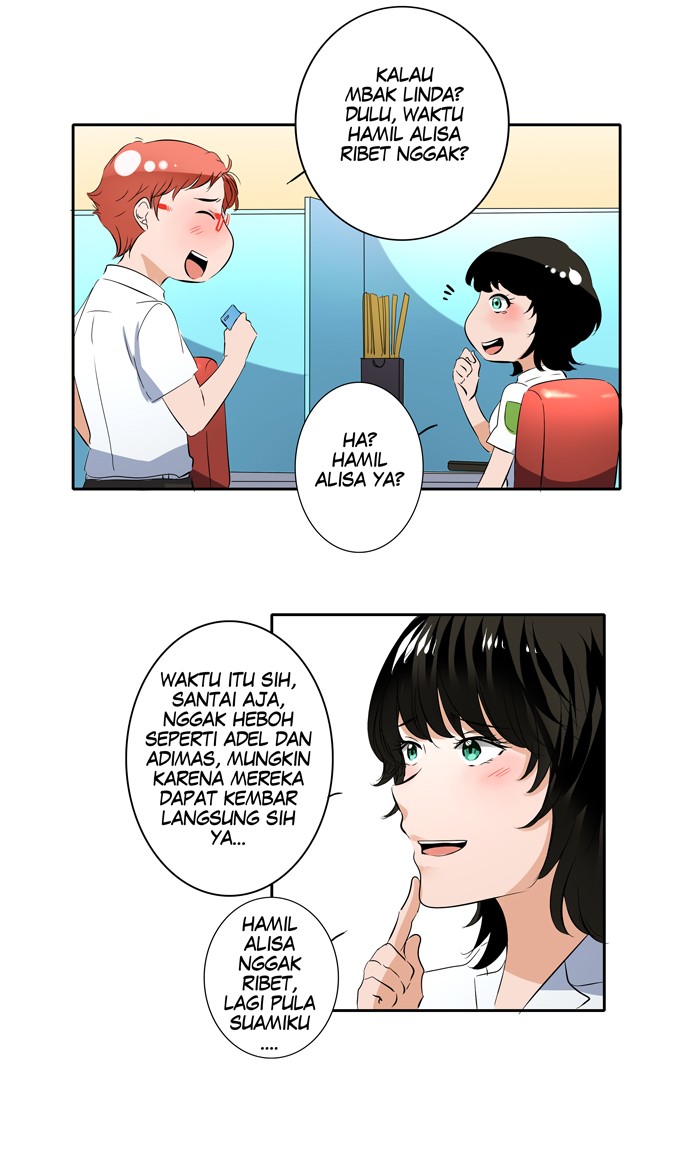 KALAU
MBAK LINDA?
DULU, WAKTU
HAMIL ALISA
RIBET NGGAK?
HA?
HAMIL
ALISA YA?
WAKTU ITU SIH,
SANTAI AJA,
NGGAK HEBOH
SEPERTI ADEL DAN
ADIMAS, MUNGKIN
KARENA MEREKA
DAPAT KEMBAR
LANGSUNG SIH
YA...
HAMIL
ALISA
NGGAK
RIBET,
LAGI PULA
SUAMIKU
....